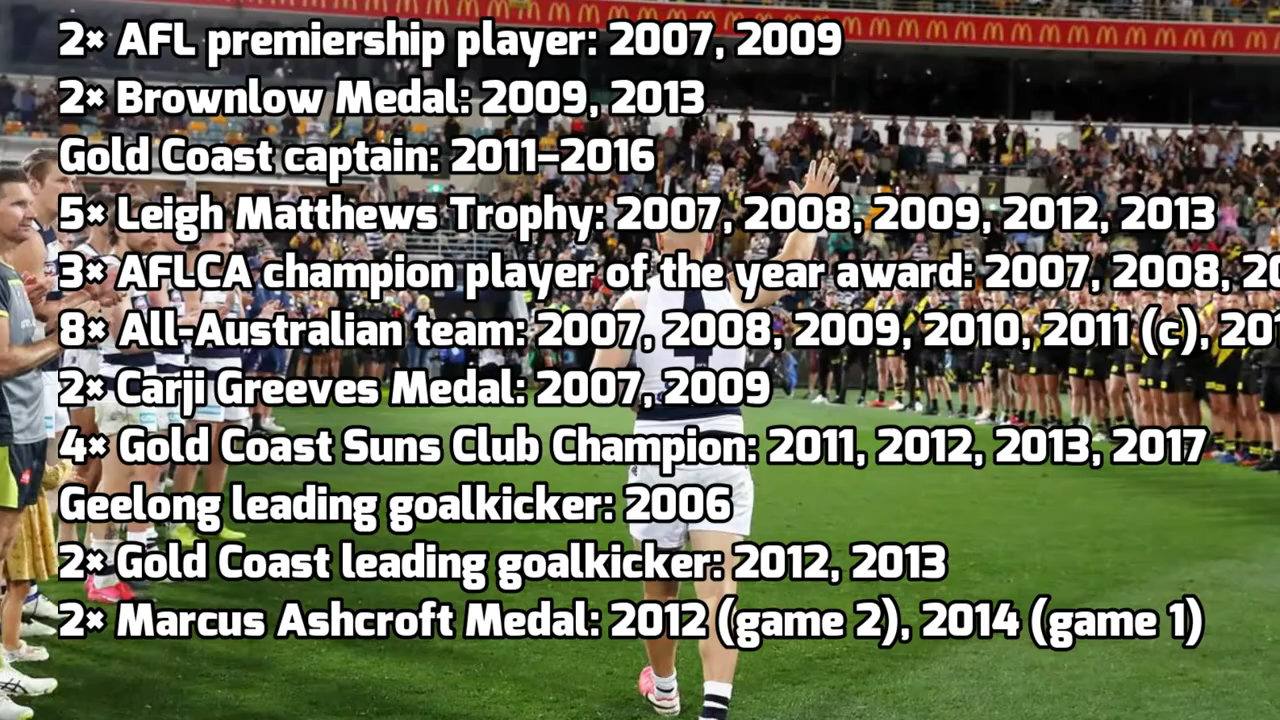 2× AFL premiership player: 2007, 2009
2× Brownlow Medal: 2009, 2013
Gold Coast captain: 2011–2016
5× Leigh Matthews Trophy: 2007, 2008, 2009, 2012, 2013
3× AFLCA champion player of the year award: 2007, 2008,
8× All-Australian team: 2007, 2008, 2009, 2010, 2011 (c),
2× Carji Greeves Medal: 2007, 2009
4× Gold Coast Suns Club Champion: 2011, 2012, 2013, 2017
Geelong leading goalkicker: 2006
2× Gold Coast leading goalkicker: 2012, 2013
2× Marcus Ashcroft Medal: 2012 (game 2), 2014 (game 1)
7
4